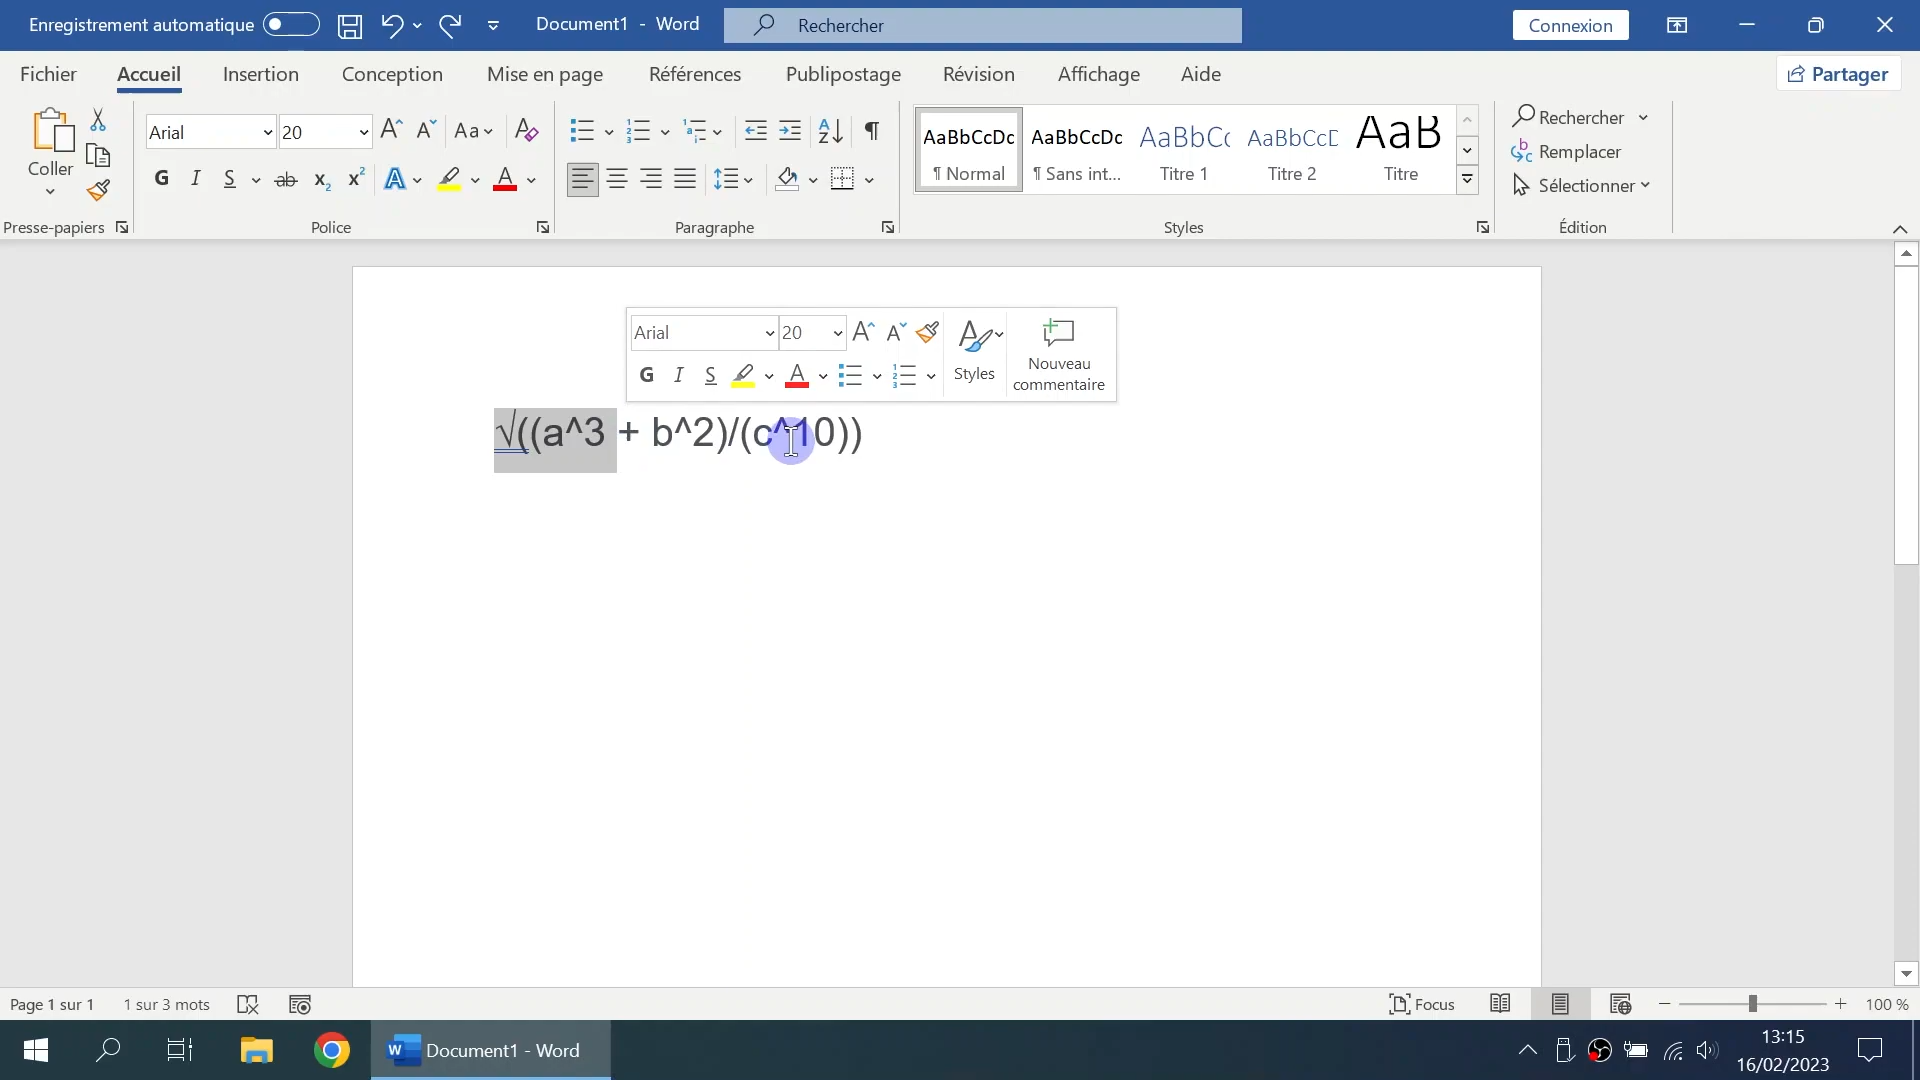 Enregistrement automatique
Document1 - Word
Rechercher
Connexion
Fichier Accueil Insertion Conception Mise en page Références Publipostage Révision Affichage Aide
Partager
Coller
Presse-papiers
Arial 20 Aa
G I S ab x₂ x² A A
Police
Paragraphe
AaBbCcDc AaBbCcDc AaBbCc AaBbCcD AaB
¶ Normal ¶ Sans int... Titre 1 Titre 2 Titre
Styles
Rechercher
Remplacer
Sélectionner
Édition
Arial 20
G I S A
Styles
Nouveau
commentaire
√((a^3 + b^2)/(c^10))
Page 1 sur 1 1 sur 3 mots
Focus
100 %
Document1 - Word
13:15
16/02/2023